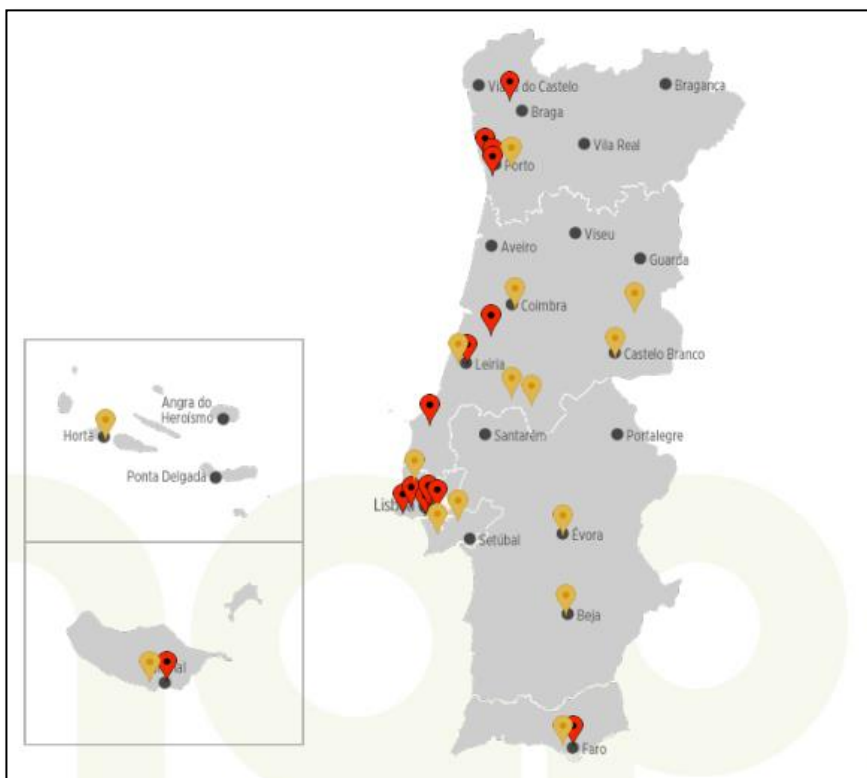 Viana do Castelo
Bragança
Braga
Vila Real
Porto
Viseu
Aveiro
Guarda
Coimbra
Castelo Branco
Leiria
Angra do
Heroísmo
Horta
Santarém
Portalegre
Ponta Delgada
Lisboa
Setúbal
Évora
Beja
Faro